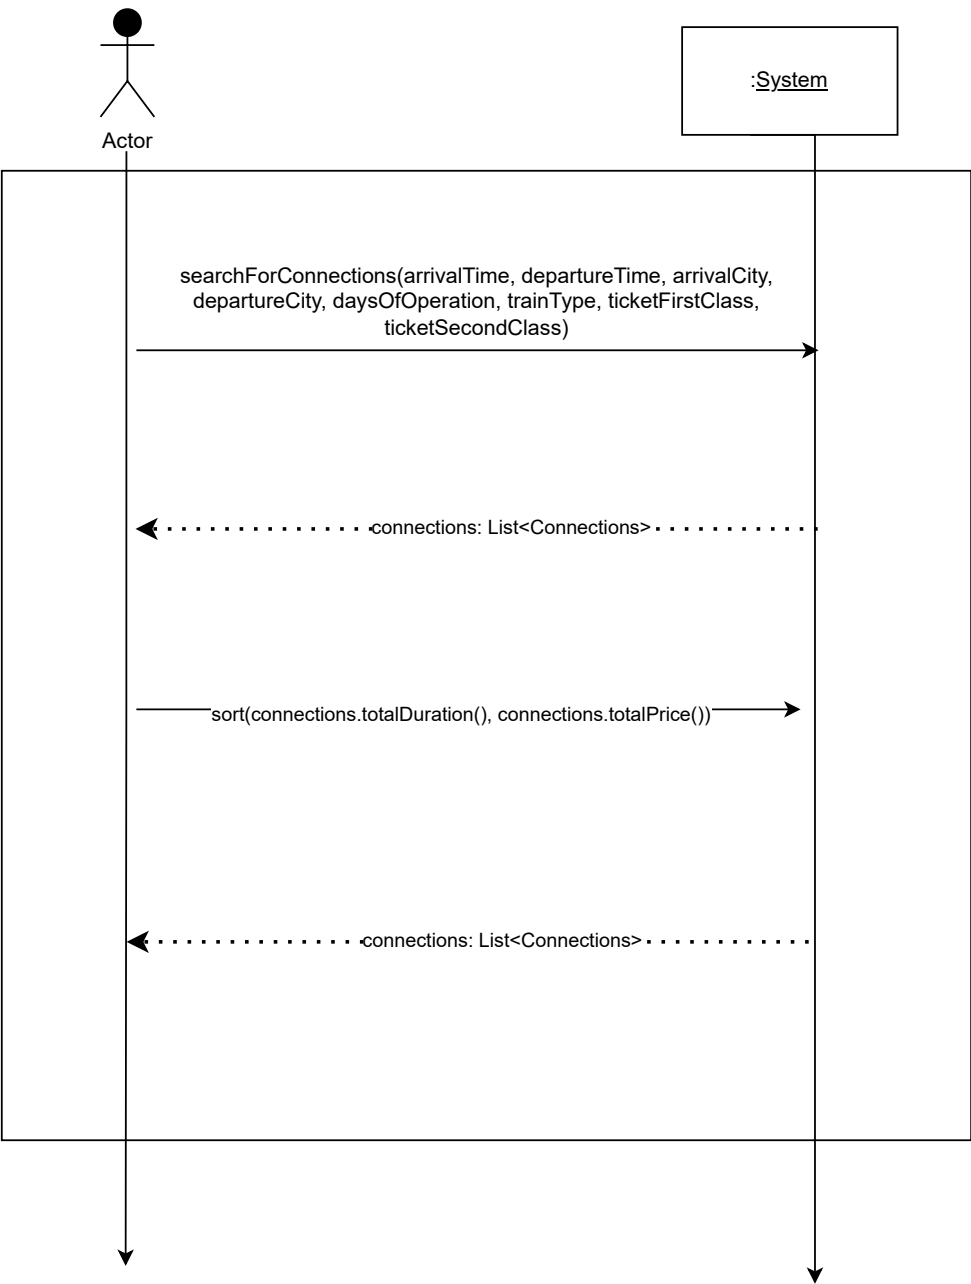 Actor
:System
searchForConnections(arrivalTime, departureTime, arrivalCity,
departureCity, daysOfOperation, trainType, ticketFirstClass,
ticketSecondClass)
connections: List<Connections>
sort(connections.totalDuration(), connections.totalPrice())
connections: List<Connections>